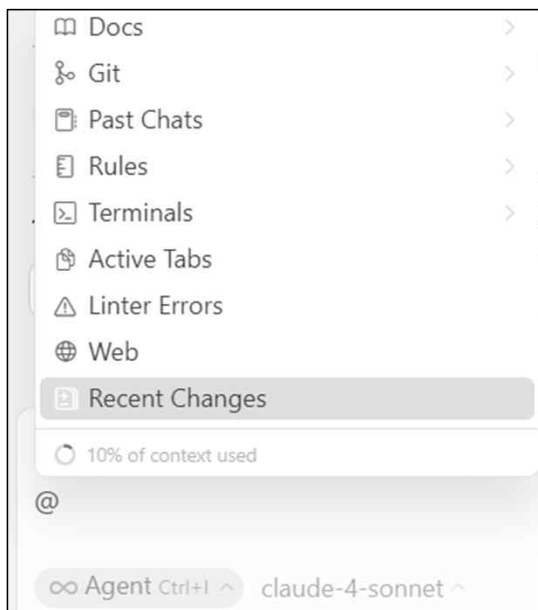 Docs
Git
Past Chats
Rules
Terminals
Active Tabs
Linter Errors
Web
Recent Changes
10% of context used
@
Agent Ctrl+I claude-4-sonnet